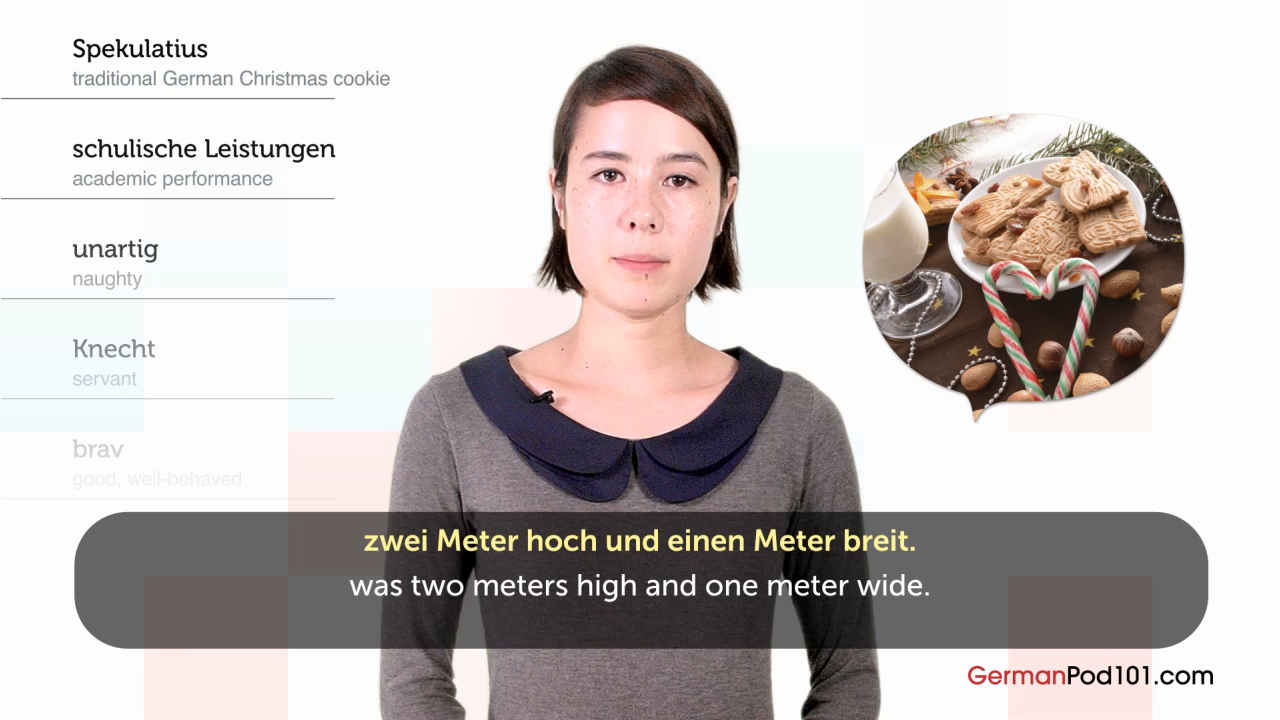 Spekulatius
traditional German Christmas cookie
schulische Leistungen
academic performance
unartig
naughty
Knecht
servant
brav
good, well-behaved
zwei Meter hoch und einen Meter breit.
was two meters high and one meter wide.
GermanPod101.com